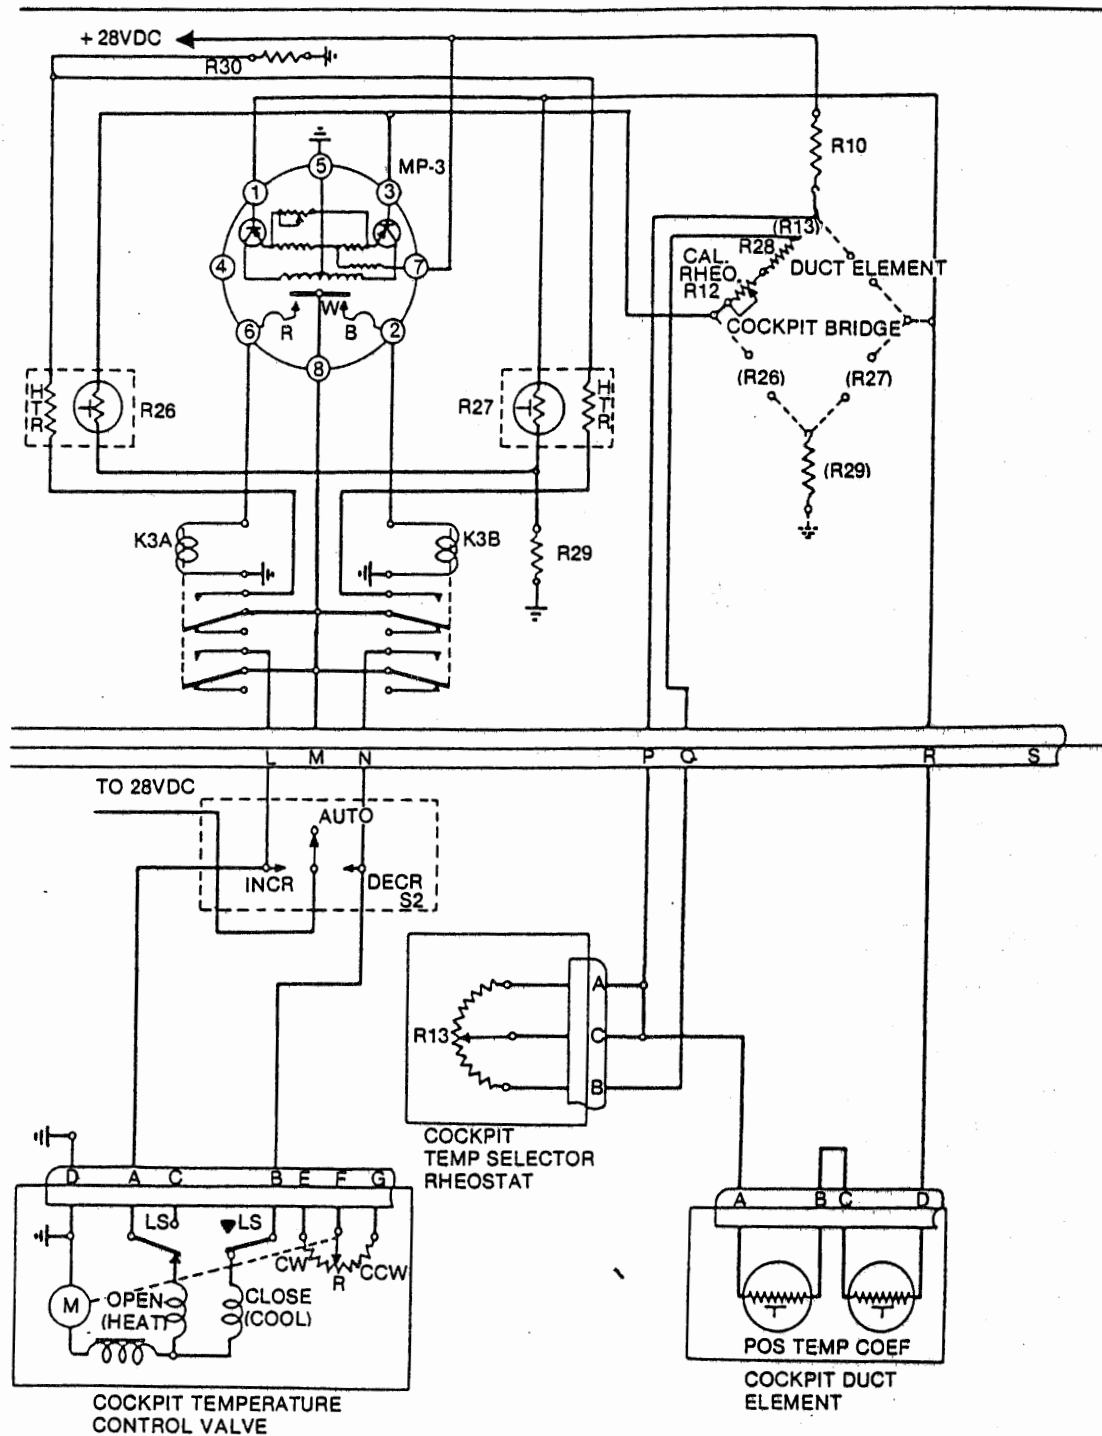 + 28VDC
R30
R10
MP-3
5
1
3
4
7
W
6
R
B
2
8
(R13)
R28
CAL.
RHEO.
R12
DUCT ELEMENT
COCKPIT BRIDGE
(R26)
(R27)
(R29)
HTR
R26
R27
HTR
K3A
K3B
R29
L M N P Q R S
TO 28VDC
AUTO
INCR
DECR
S2
A
R13
C
B
COCKPIT
TEMP SELECTOR
RHEOSTAT
D A C B E F G
LS
LS
CW
R
CCW
M
OPEN
(HEAT)
CLOSE
(COOL)
COCKPIT TEMPERATURE
CONTROL VALVE
A B C D
POS TEMP COEF
COCKPIT DUCT
ELEMENT